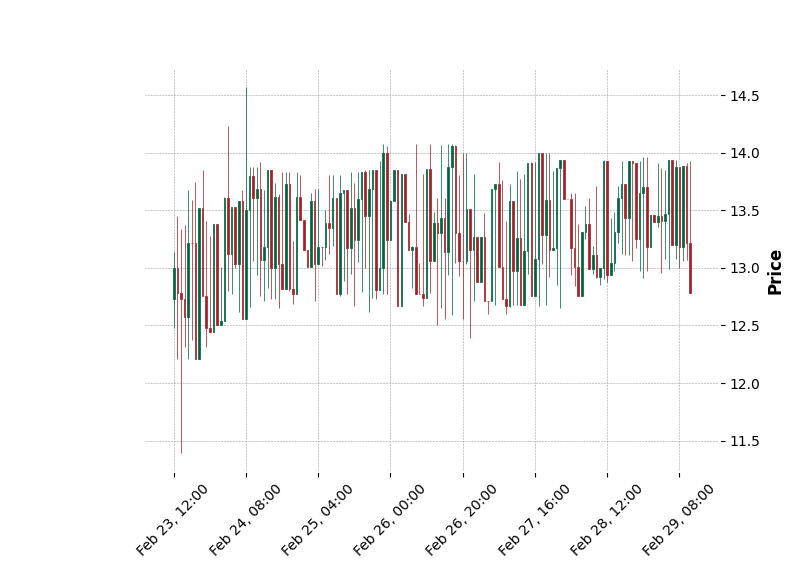 14.5
14.0
13.5
13.0
12.5
12.0
11.5
Price
Feb 23, 12:00
Feb 24, 08:00
Feb 25, 04:00
Feb 26, 00:00
Feb 26, 20:00
Feb 27, 16:00
Feb 28, 12:00
Feb 29, 08:00